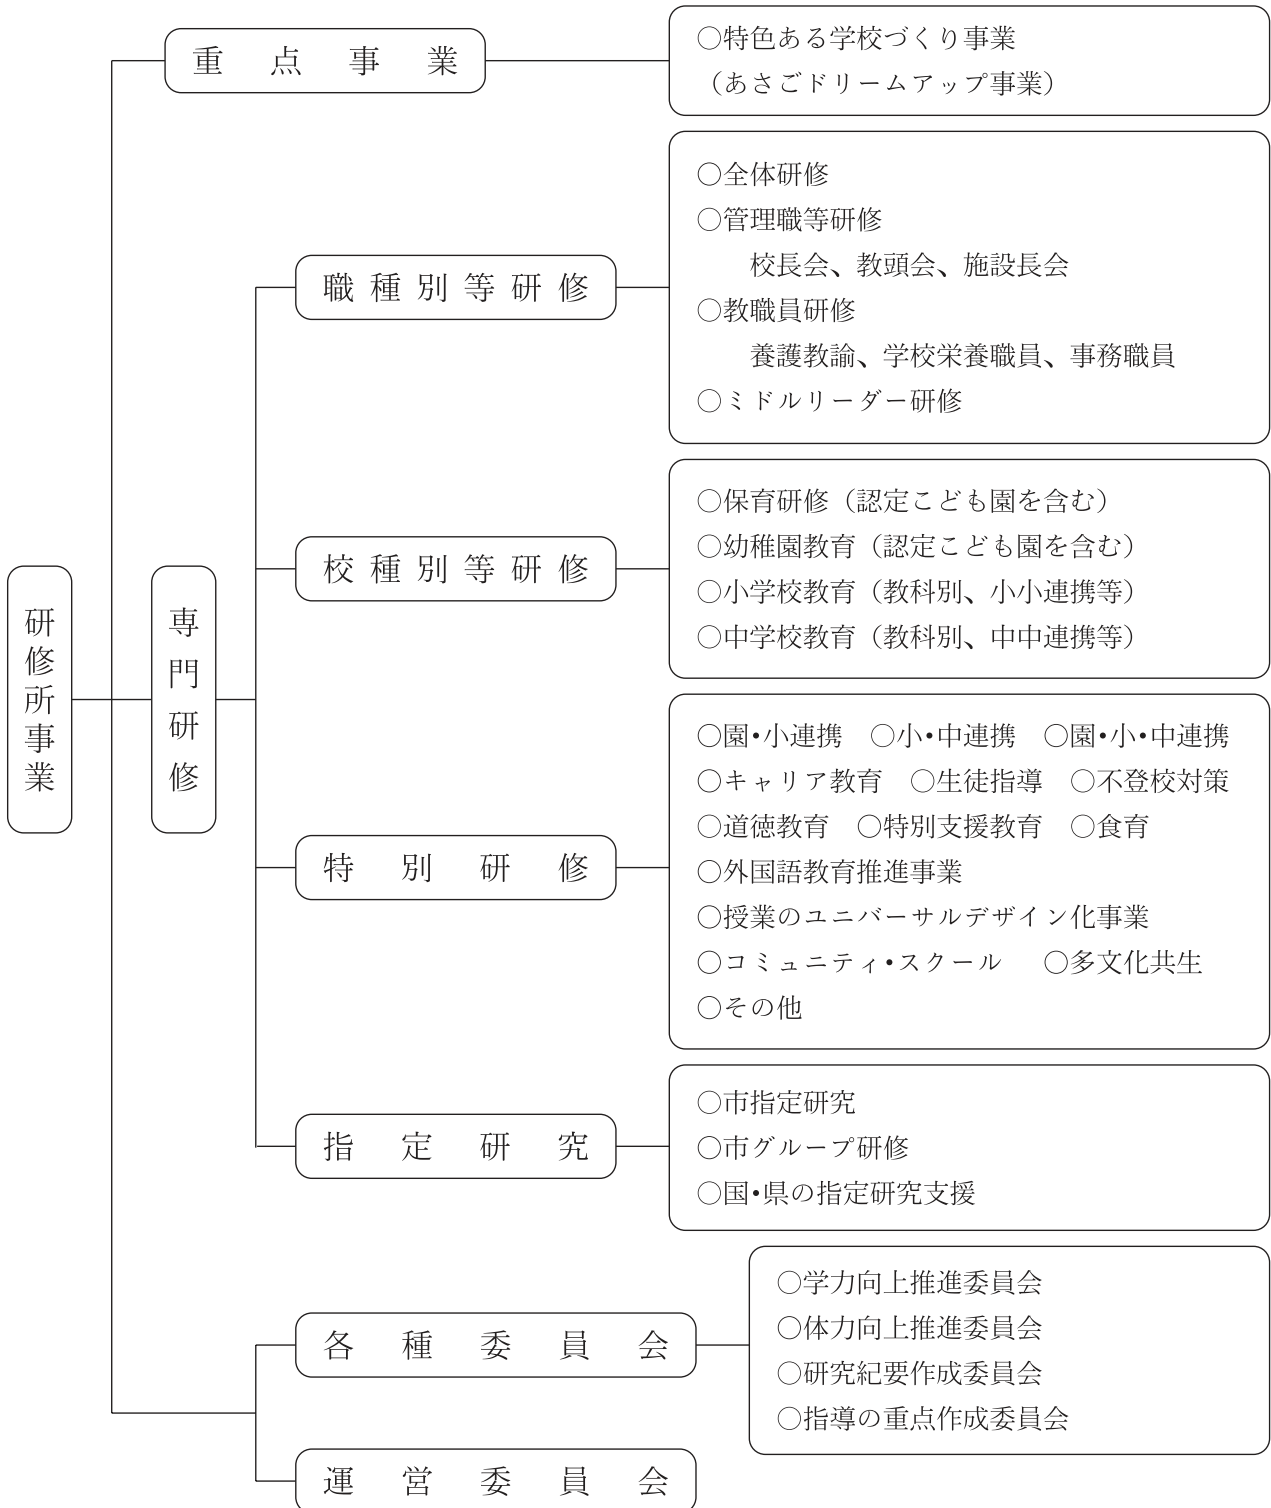 研修所事業
重点事業
○特色ある学校づくり事業
（あさごドリームアップ事業）
専門研修
職種別等研修
○全体研修
○管理職等研修
校長会、教頭会、施設長会
○教職員研修
養護教諭、学校栄養職員、事務職員
○ミドルリーダー研修
校種別等研修
○保育研修（認定こども園を含む）
○幼稚園教育（認定こども園を含む）
○小学校教育（教科別、小小連携等）
○中学校教育（教科別、中中連携等）
特別研修
○園・小連携　○小・中連携　○園・小・中連携
○キャリア教育　○生徒指導　○不登校対策
○道徳教育　○特別支援教育　○食育
○外国語教育推進事業
○授業のユニバーサルデザイン化事業
○コミュニティ・スクール　○多文化共生
○その他
指定研究
○市指定研究
○市グループ研修
○国・県の指定研究支援
各種委員会
○学力向上推進委員会
○体力向上推進委員会
○研究紀要作成委員会
○指導の重点作成委員会
運営委員会